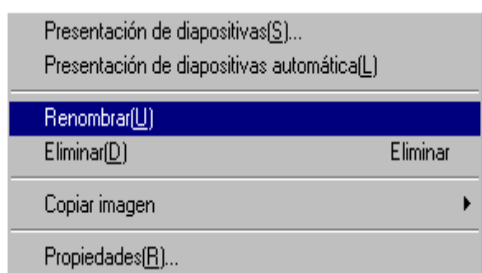 Presentación de diapositivas(S)...
Presentación de diapositivas automática(L)
Renombrar(U)
Eliminar(D) Eliminar
Copiar imagen
Propiedades(R)...